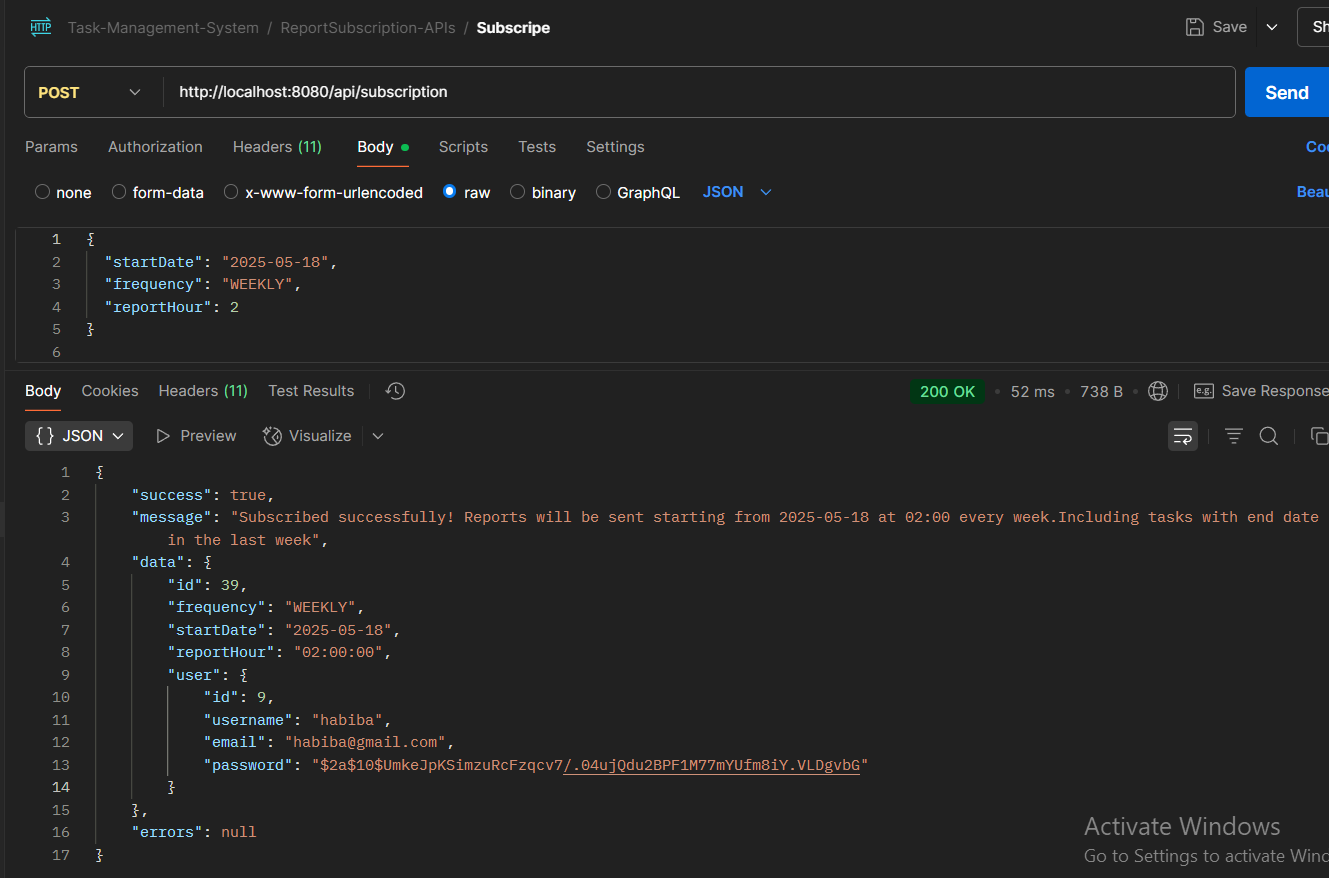 HTTP Task-Management-System / ReportSubscription-APIs / Subscripe Save
POST http://localhost:8080/api/subscription Send
Params Authorization Headers (11) Body Scripts Tests Settings
none form-data x-www-form-urlencoded raw binary GraphQL JSON
1 {
2 "startDate": "2025-05-18",
3 "frequency": "WEEKLY",
4 "reportHour": 2
5 }
6
Body Cookies Headers (11) Test Results 200 OK • 52 ms • 738 B • e.g. Save Response
{} JSON Preview Visualize
1 {
2 "success": true,
3 "message": "Subscribed successfully! Reports will be sent starting from 2025-05-18 at 02:00 every week.Including tasks with end date
in the last week",
4 "data": {
5 "id": 39,
6 "frequency": "WEEKLY",
7 "startDate": "2025-05-18",
8 "reportHour": "02:00:00",
9 "user": {
10 "id": 9,
11 "username": "habiba",
12 "email": "habiba@gmail.com",
13 "password": "$2a$10$UmkeJpKSimzuRcFzqcv7/.04ujQdu2BPF1M77mYUfm8iY.VLDgvbG"
14 }
15 },
16 "errors": null
17 }
Activate Windows
Go to Settings to activate